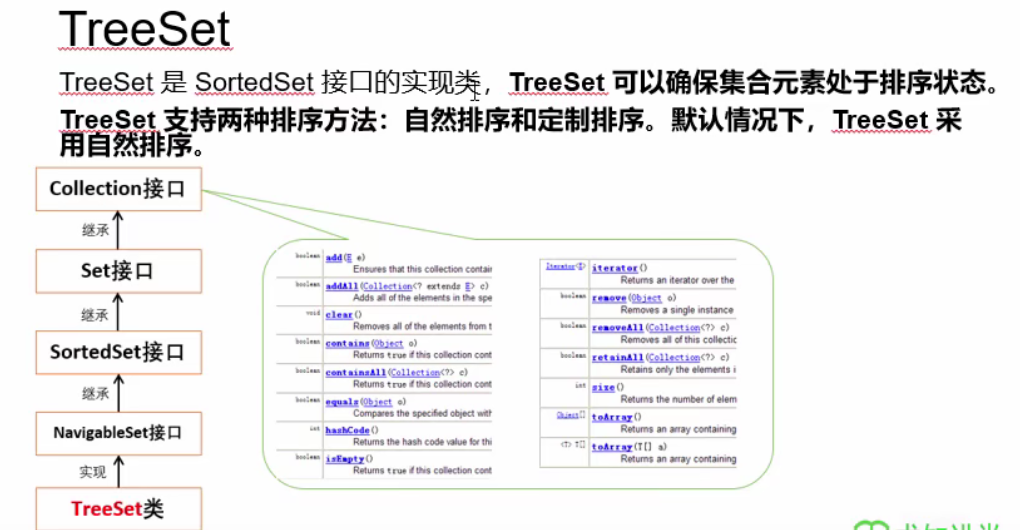 TreeSet
TreeSet 是 SortedSet 接口的实现类，TreeSet 可以确保集合元素处于排序状态。
TreeSet 支持两种排序方法：自然排序和定制排序。默认情况下，TreeSet 采
用自然排序。
Collection接口
继承
Set接口
继承
SortedSet接口
继承
NavigableSet接口
实现
TreeSet类
boolean add(E e)
Ensures that this collection contain
boolean addAll(Collection<? extends E> c)
Adds all of the elements in the spe
void clear()
Removes all of the elements from t
boolean contains(Object o)
Returns true if this collection cont
boolean containsAll(Collection<?> c)
Returns true if this collection cont
boolean equals(Object o)
Compares the specified object with
int hashCode()
Returns the hash code value for thi
boolean isEmpty()
Returns true if this collection cont
Iterator<E> iterator()
Returns an iterator over the
boolean remove(Object o)
Removes a single instance
boolean removeAll(Collection<?> c)
Removes all of this collectic
boolean retainAll(Collection<?> c)
Retains only the elements i
int size()
Returns the number of elem
Object[] toArray()
Returns an array containing
<T> T[] toArray(T[] a)
Returns an array containing